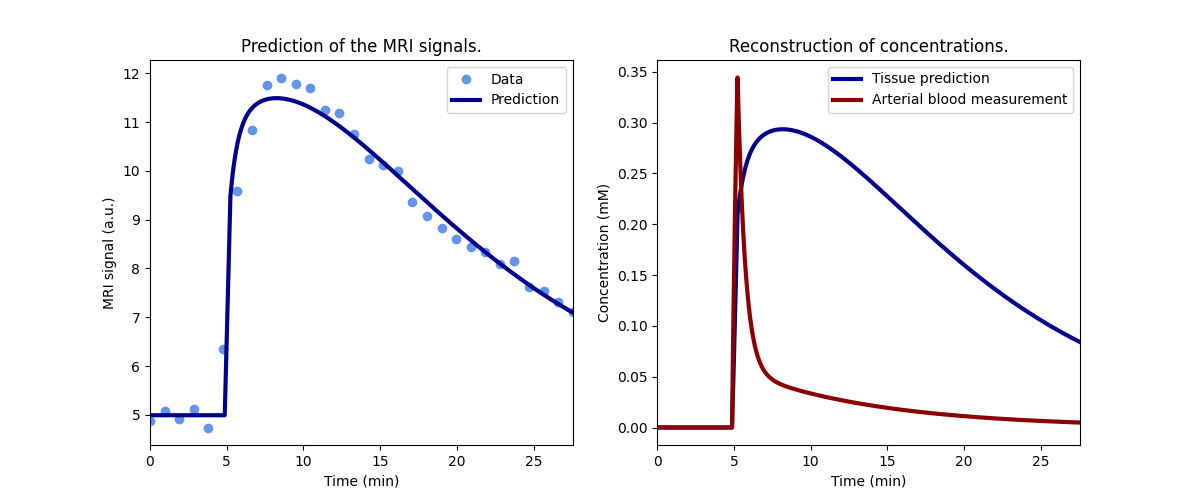 Prediction of the MRI signals.
MRI signal (a.u.)
12
11
10
9
8
7
6
5
0
5
10
15
20
25
Time (min)
Data
Prediction
Reconstruction of concentrations.
Concentration (mM)
0.35
0.30
0.25
0.20
0.15
0.10
0.05
0.00
0
5
10
15
20
25
Time (min)
Tissue prediction
Arterial blood measurement